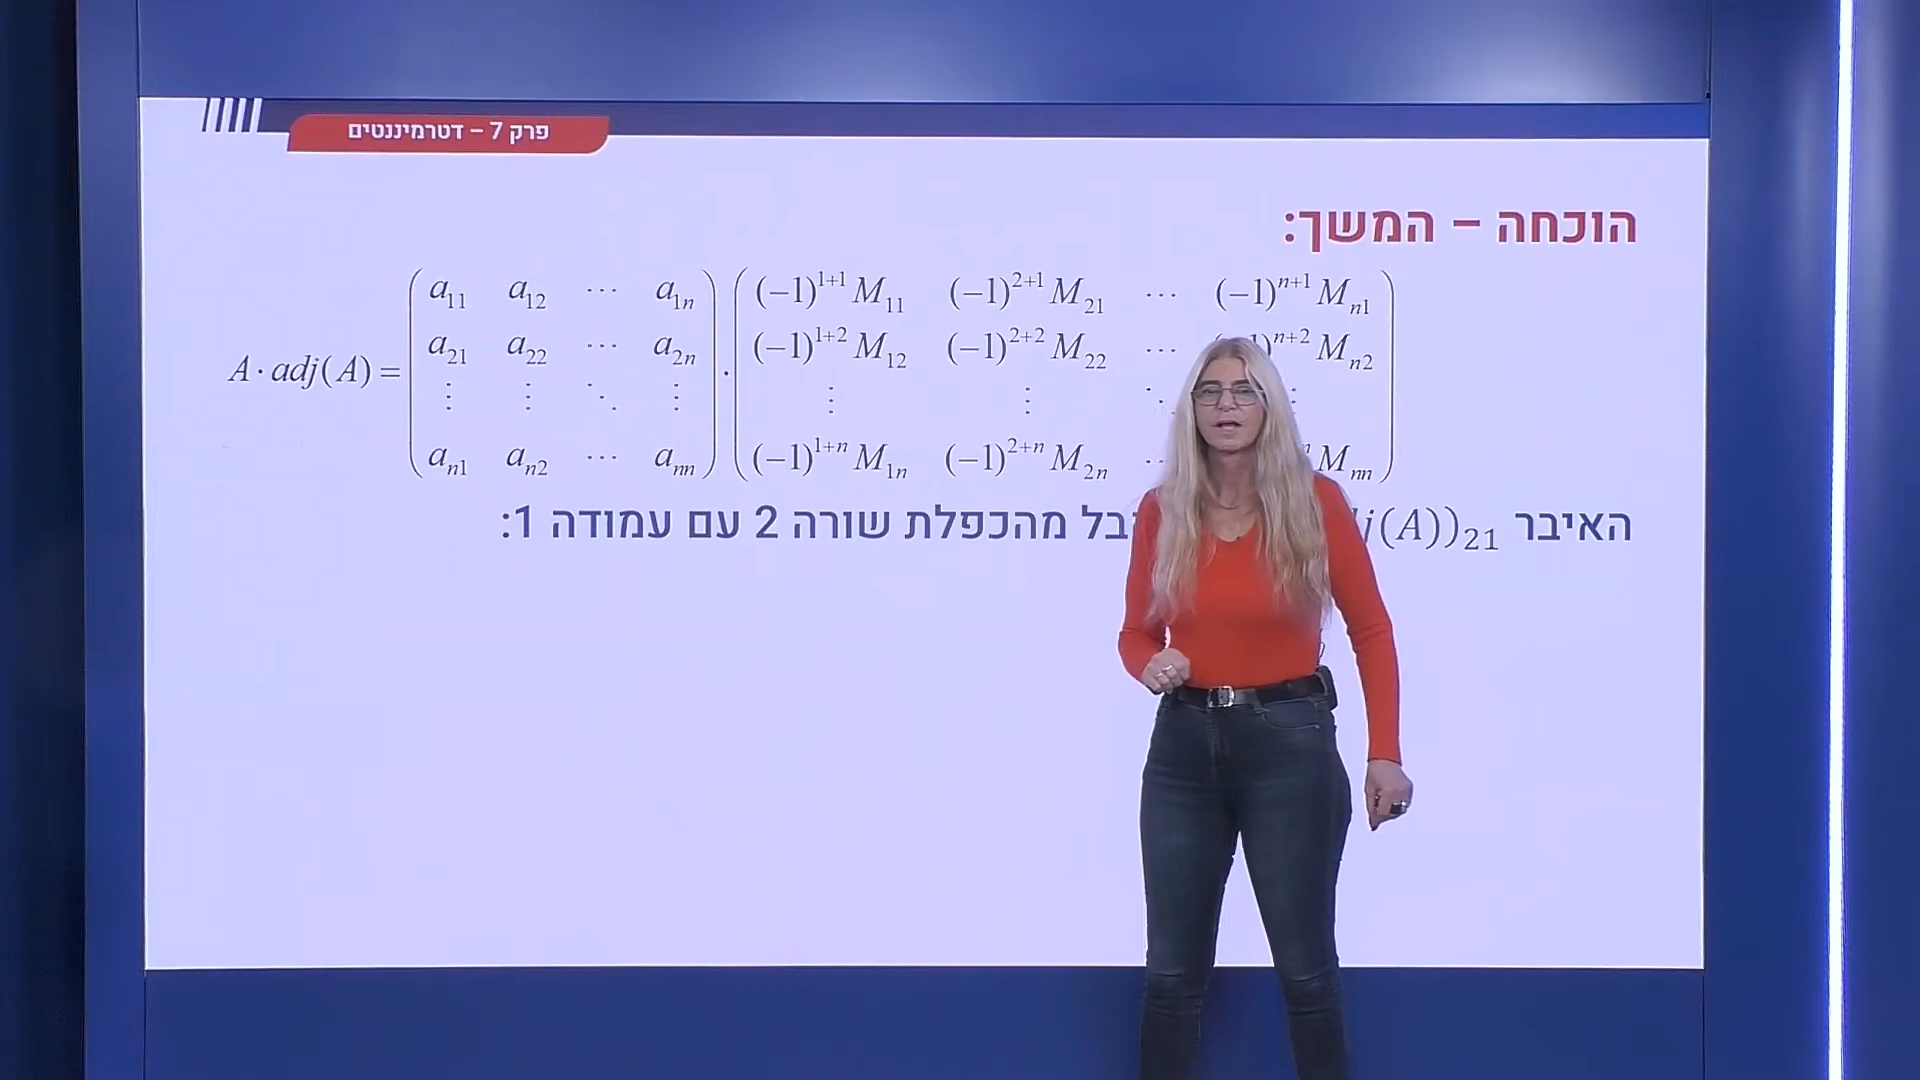 פרק 7 – דטרמיננטים
הוכחה – המשך:
a₁₁ a₁₂ ⋯ a₁ₙ (−1)¹⁺¹ M₁₁ (−1)²⁺¹ M₂₁ ⋯ (−1)ⁿ⁺¹ Mₙ₁
a₂₁ a₂₂ ⋯ a₂ₙ (−1)¹⁺² M₁₂ (−1)²⁺² M₂₂ ⋯ 1)ⁿ⁺² Mₙ₂
A · adj(A) = ⋮ ⋮ ⋱ ⋮ · ⋮ ⋮ ⋱ ⋮
aₙ₁ aₙ₂ ⋯ aₙₙ (−1)¹⁺ⁿ M₁ₙ (−1)²⁺ⁿ M₂ₙ ⋯ ⁿ Mₙₙ
האיבר j(A))₂₁ מהכפלת שורה 2 עם עמודה 1: